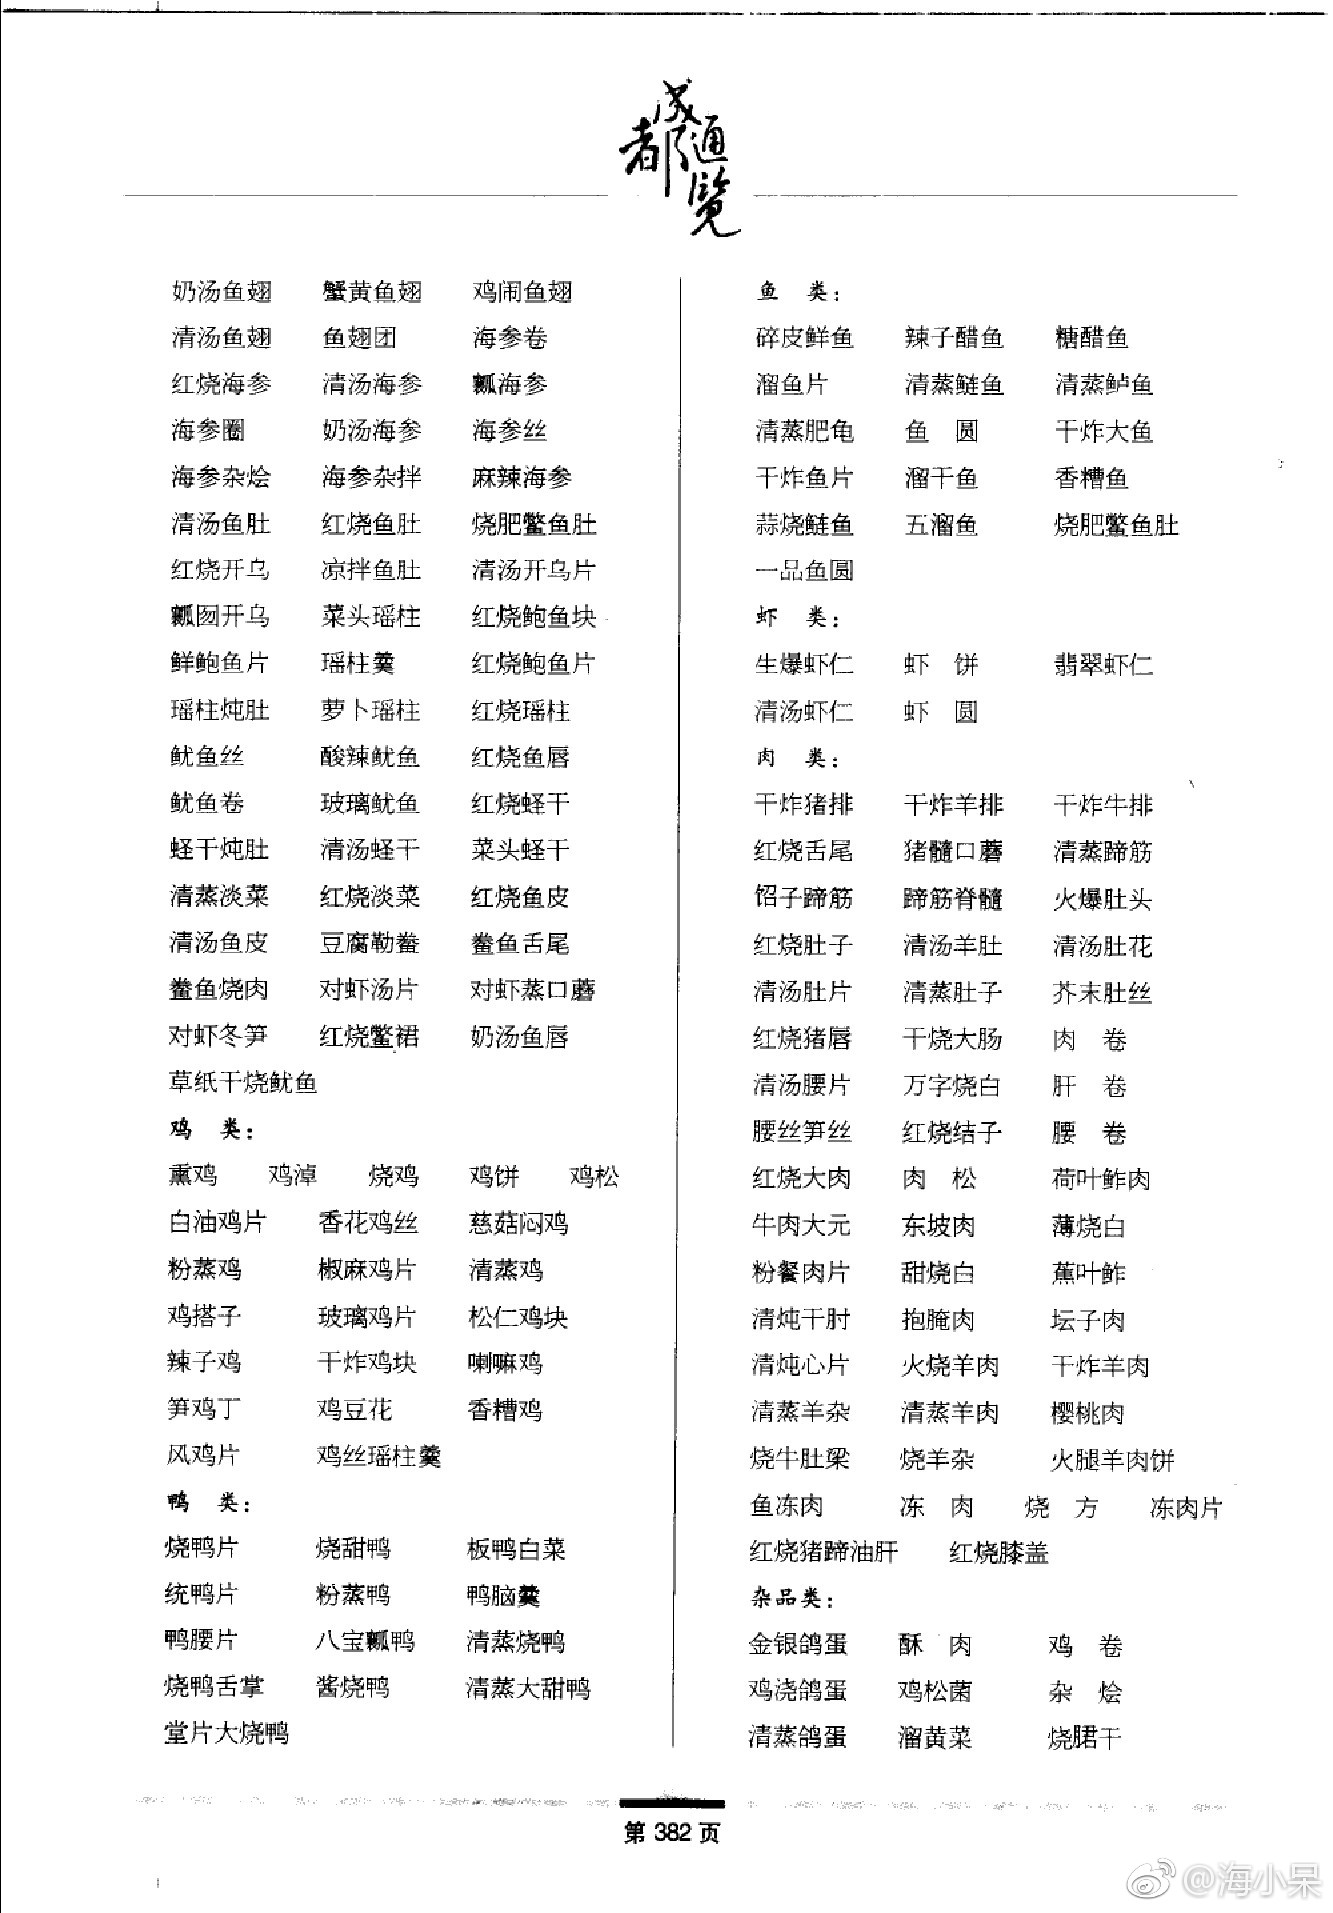 成都通覽
奶汤鱼翅 蟹黄鱼翅 鸡闹鱼翅
清汤鱼翅 鱼翅团 海参卷
红烧海参 清汤海参 瓤海参
海参圈 奶汤海参 海参丝
海参杂烩 海参杂拌 麻辣海参
清汤鱼肚 红烧鱼肚 烧肥鳖鱼肚
红烧开乌 凉拌鱼肚 清汤开乌片
瓤囫开乌 菜头瑶柱 红烧鲍鱼块
鲜鲍鱼片 瑶柱羹 红烧鲍鱼片
瑶柱炖肚 萝卜瑶柱 红烧瑶柱
鱿鱼丝 酸辣鱿鱼 红烧鱼唇
鱿鱼卷 玻璃鱿鱼 红烧蛏干
蛏干炖肚 清汤蛏干 菜头蛏干
清蒸淡菜 红烧淡菜 红烧鱼皮
清汤鱼皮 豆腐勒鲞 鲞鱼舌尾
鲞鱼烧肉 对虾汤片 对虾蒸口蘑
对虾冬笋 红烧鳖裙 奶汤鱼唇
草纸干烧鱿鱼
鸡 类：
熏鸡 鸡淖 烧鸡 鸡饼 鸡松
白油鸡片 香花鸡丝 慈菇闷鸡
粉蒸鸡 椒麻鸡片 清蒸鸡
鸡搭子 玻璃鸡片 松仁鸡块
辣子鸡 干炸鸡块 喇嘛鸡
笋鸡丁 鸡豆花 香糟鸡
风鸡片 鸡丝瑶柱羹
鸭 类：
烧鸭片 烧甜鸭 板鸭白菜
统鸭片 粉蒸鸭 鸭脑羹
鸭腰片 八宝瓤鸭 清蒸烧鸭
烧鸭舌掌 酱烧鸭 清蒸大甜鸭
堂片大烧鸭
鱼 类：
碎皮鲜鱼 辣子醋鱼 糖醋鱼
溜鱼片 清蒸鲢鱼 清蒸鲈鱼
清蒸肥龟 鱼 圆 干炸大鱼
干炸鱼片 溜干鱼 香糟鱼
蒜烧鲢鱼 五溜鱼 烧肥鳖鱼肚
一品鱼圆
虾 类：
生爆虾仁 虾 饼 翡翠虾仁
清汤虾仁 虾 圆
肉 类：
干炸猪排 干炸羊排 干炸牛排
红烧舌尾 猪髓口蘑 清蒸蹄筋
饴子蹄筋 蹄筋脊髓 火爆肚头
红烧肚子 清汤羊肚 清汤肚花
清汤肚片 清蒸肚子 芥末肚丝
红烧猪唇 干烧大肠 肉 卷
清汤腰片 万字烧白 肝 卷
腰丝笋丝 红烧结子 腰 卷
红烧大肉 肉 松 荷叶鲊肉
牛肉大元 东坡肉 薄烧白
粉餐肉片 甜烧白 蕉叶鲊
清炖干肘 抱腌肉 坛子肉
清炖心片 火烧羊肉 干炸羊肉
清蒸羊杂 清蒸羊肉 樱桃肉
烧牛肚梁 烧羊杂 火腿羊肉饼
鱼冻肉 冻 肉 烧 方 冻肉片
红烧猪蹄油肝 红烧膝盖
杂品类：
金银鸽蛋 酥 肉 鸡 卷
鸡浇鸽蛋 鸡松菌 杂 烩
清蒸鸽蛋 溜黄菜 烧䐃干
第 382 页
@海小呆